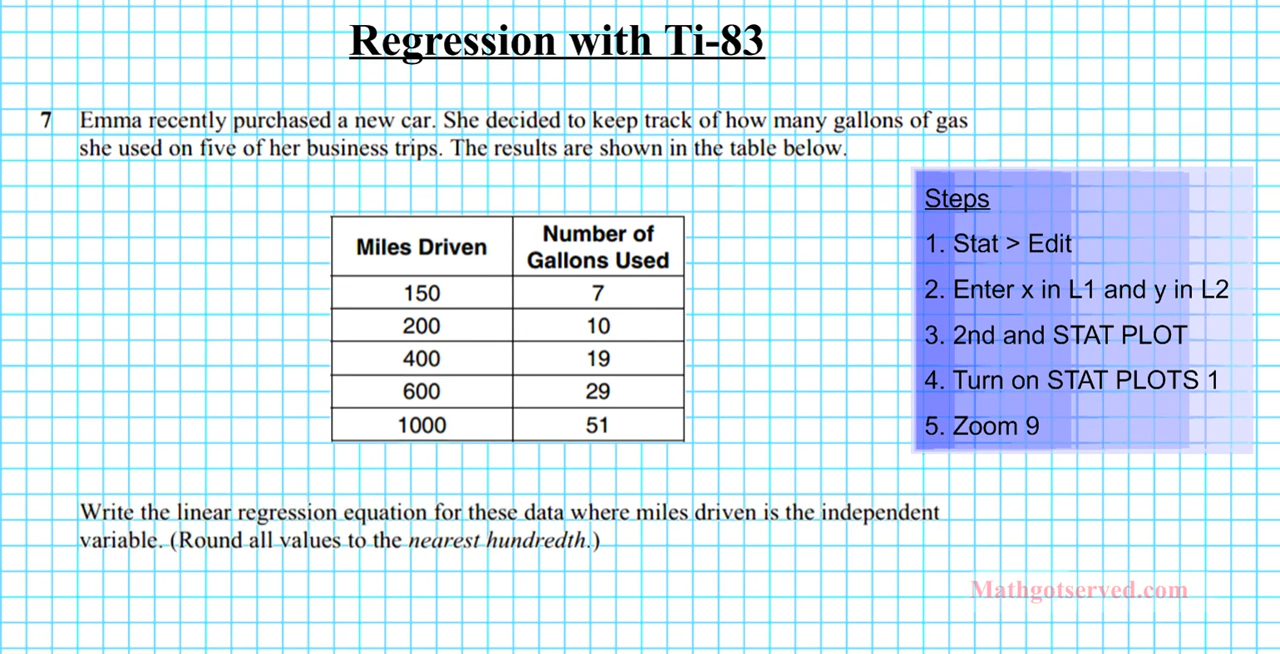 Regression with Ti-83
7 Emma recently purchased a new car. She decided to keep track of how many gallons of gas
she used on five of her business trips. The results are shown in the table below.
Miles Driven Number of Gallons Used
150 7
200 10
400 19
600 29
1000 51
Steps
1. Stat > Edit
2. Enter x in L1 and y in L2
3. 2nd and STAT PLOT
4. Turn on STAT PLOTS 1
5. Zoom 9
Write the linear regression equation for these data where miles driven is the independent
variable. (Round all values to the nearest hundredth.)
Mathgotserved.com